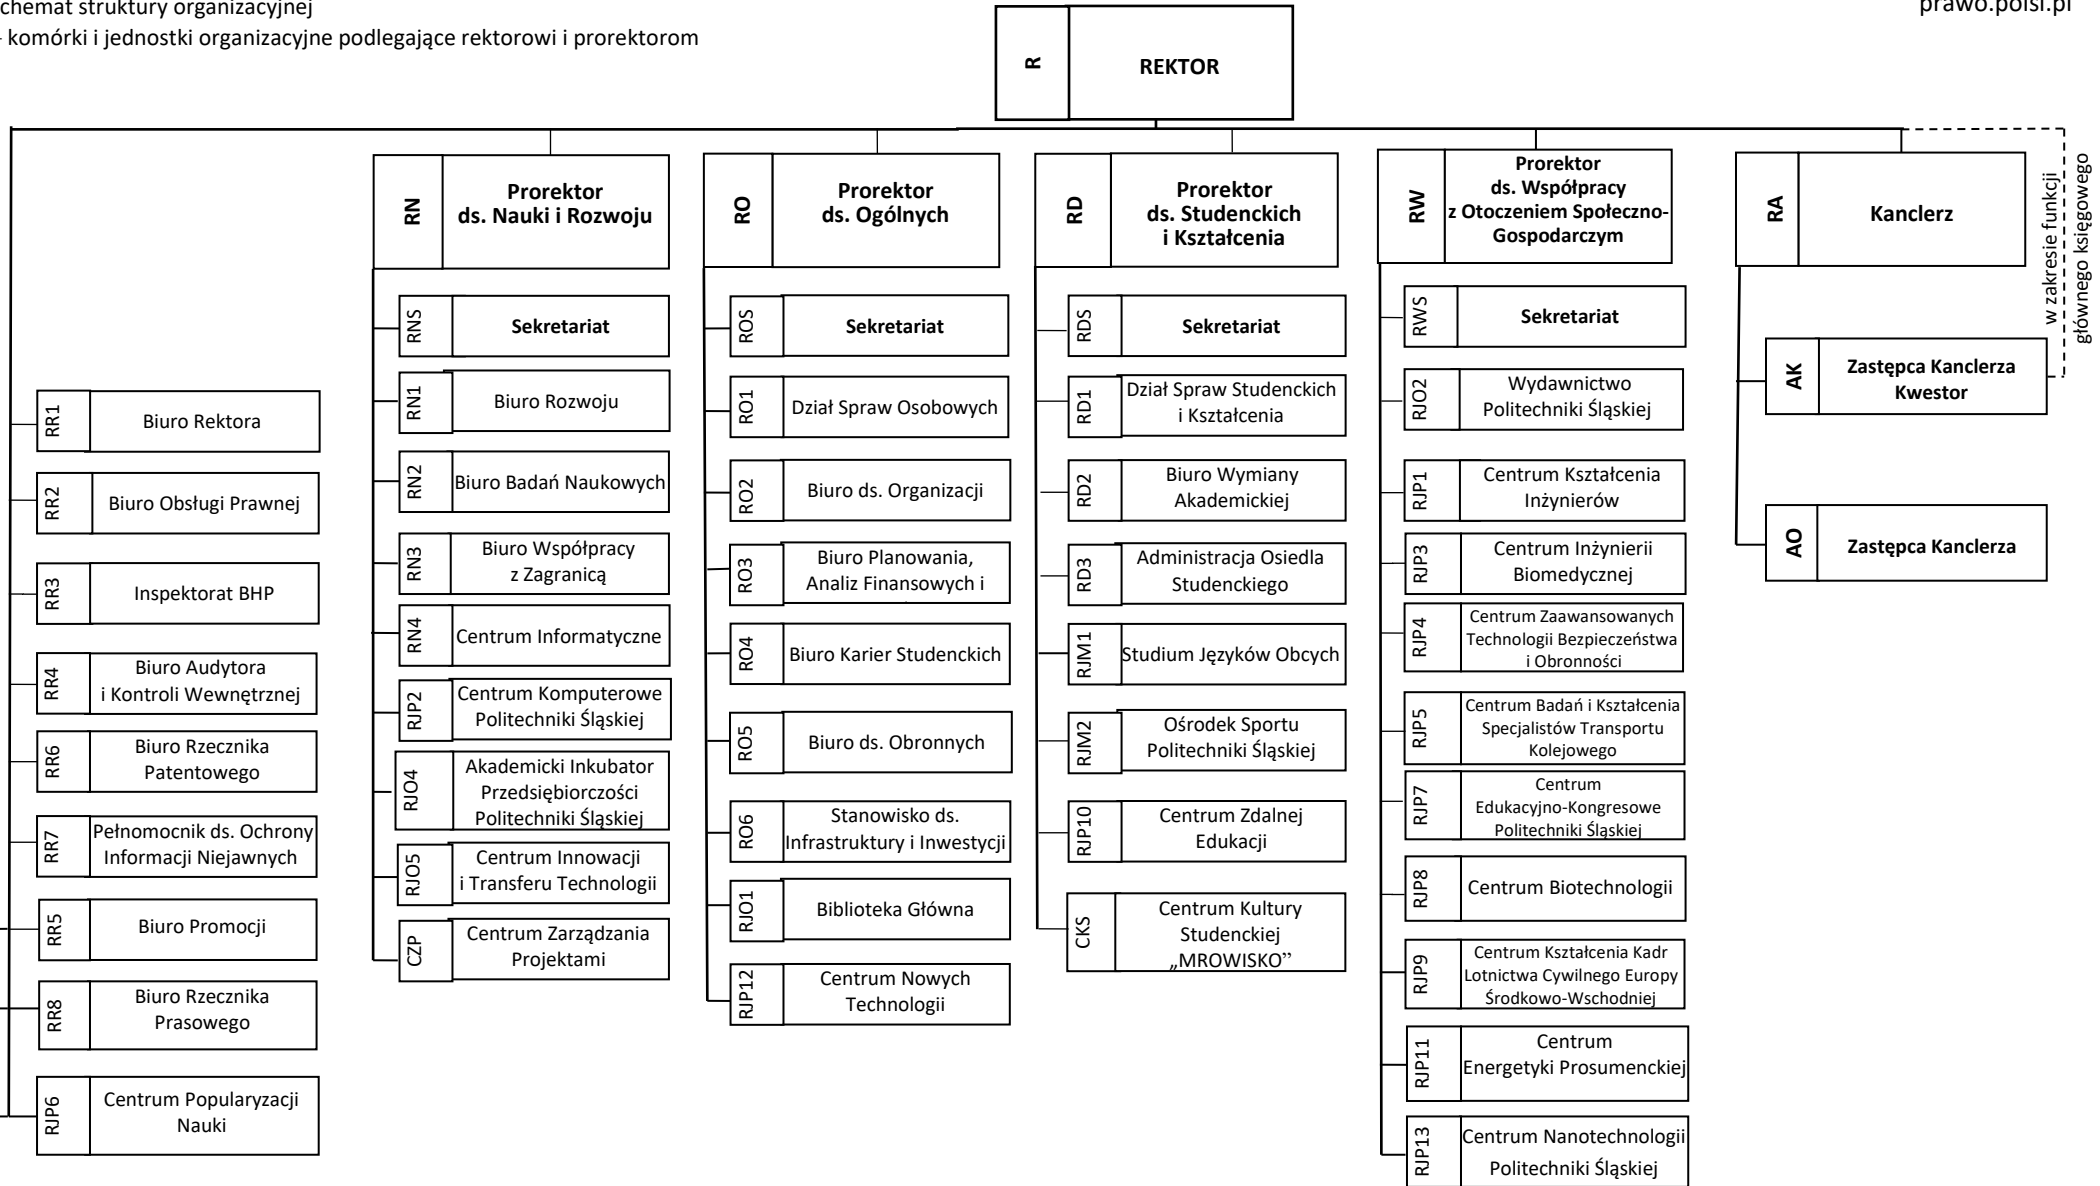 chemat struktury organizacyjnej
- komórki i jednostki organizacyjne podlegające rektorowi i prorektorom
prawo.polsl.pl
R
REKTOR
RR1
Biuro Rektora
RR2
Biuro Obsługi Prawnej
RR3
Inspektorat BHP
RR4
Biuro Audytora
i Kontroli Wewnętrznej
RR6
Biuro Rzecznika
Patentowego
RR7
Pełnomocnik ds. Ochrony
Informacji Niejawnych
RR5
Biuro Promocji
RR8
Biuro Rzecznika
Prasowego
RJP6
Centrum Popularyzacji
Nauki
RN
Prorektor
ds. Nauki i Rozwoju
RNS
Sekretariat
RN1
Biuro Rozwoju
RN2
Biuro Badań Naukowych
RN3
Biuro Współpracy
z Zagranicą
RN4
Centrum Informatyczne
RJP2
Centrum Komputerowe
Politechniki Śląskiej
RJO4
Akademicki Inkubator
Przedsiębiorczości
Politechniki Śląskiej
RJO5
Centrum Innowacji
i Transferu Technologii
CZP
Centrum Zarządzania
Projektami
RO
Prorektor
ds. Ogólnych
ROS
Sekretariat
RO1
Dział Spraw Osobowych
RO2
Biuro ds. Organizacji
RO3
Biuro Planowania,
Analiz Finansowych i
RO4
Biuro Karier Studenckich
RO5
Biuro ds. Obronnych
RO6
Stanowisko ds.
Infrastruktury i Inwestycji
RJO1
Biblioteka Główna
RJP12
Centrum Nowych
Technologii
RD
Prorektor
ds. Studenckich
i Kształcenia
RDS
Sekretariat
RD1
Dział Spraw Studenckich
i Kształcenia
RD2
Biuro Wymiany
Akademickiej
RD3
Administracja Osiedla
Studenckiego
RJM1
Studium Języków Obcych
RJM2
Ośrodek Sportu
Politechniki Śląskiej
RJP10
Centrum Zdalnej
Edukacji
CKS
Centrum Kultury
Studenckiej
„MROWISKO”
RW
Prorektor
ds. Współpracy
z Otoczeniem Społeczno-
Gospodarczym
RWS
Sekretariat
RJO2
Wydawnictwo
Politechniki Śląskiej
RJP1
Centrum Kształcenia
Inżynierów
RJP3
Centrum Inżynierii
Biomedycznej
RJP4
Centrum Zaawansowanych
Technologii Bezpieczeństwa
i Obronności
RJP5
Centrum Badań i Kształcenia
Specjalistów Transportu
Kolejowego
RJP7
Centrum
Edukacyjno-Kongresowe
Politechniki Śląskiej
RJP8
Centrum Biotechnologii
RJP9
Centrum Kształcenia Kadr
Lotnictwa Cywilnego Europy
Środkowo-Wschodniej
RJP11
Centrum
Energetyki Prosumenckiej
RJP13
Centrum Nanotechnologii
Politechniki Śląskiej
RA
Kanclerz
AK
Zastępca Kanclerza
Kwestor
AO
Zastępca Kanclerza
w zakresie funkcji
głównego księgowego